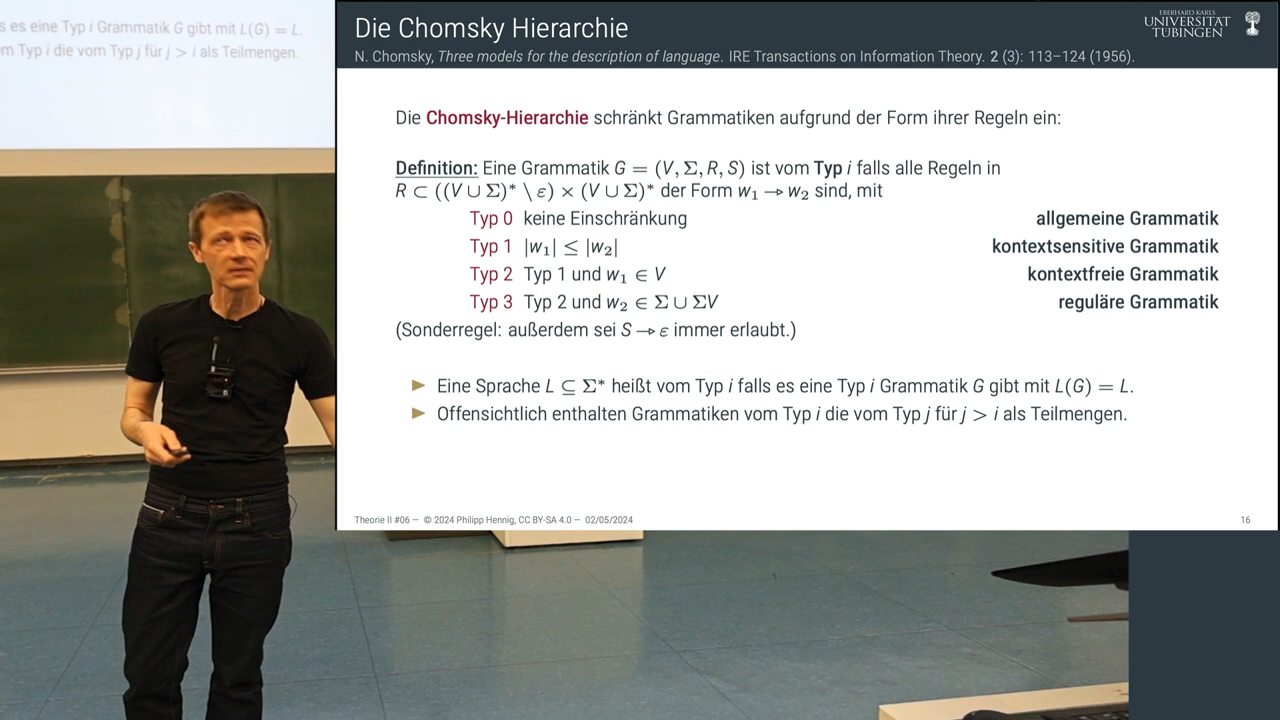 s es eine Typ i Grammatik G gibt mit L(G) = L.
m Typ i die vom Typ j für j > i als Teilmengen.
Die Chomsky Hierarchie
EBERHARD KARLS
UNIVERSITÄT
TÜBINGEN
N. Chomsky, Three models for the description of language. IRE Transactions on Information Theory. 2 (3): 113–124 (1956).
Die Chomsky-Hierarchie schränkt Grammatiken aufgrund der Form ihrer Regeln ein:
Definition: Eine Grammatik G = (V, Σ, R, S) ist vom Typ i falls alle Regeln in
R ⊂ ((V ∪ Σ)* \ ε) × (V ∪ Σ)* der Form w₁ → w₂ sind, mit
Typ 0 keine Einschränkung allgemeine Grammatik
Typ 1 |w₁| ≤ |w₂| kontextsensitive Grammatik
Typ 2 Typ 1 und w₁ ∈ V kontextfreie Grammatik
Typ 3 Typ 2 und w₂ ∈ Σ ∪ ΣV reguläre Grammatik
(Sonderregel: außerdem sei S → ε immer erlaubt.)
▶ Eine Sprache L ⊆ Σ* heißt vom Typ i falls es eine Typ i Grammatik G gibt mit L(G) = L.
▶ Offensichtlich enthalten Grammatiken vom Typ i die vom Typ j für j > i als Teilmengen.
Theorie II #06 — © 2024 Philipp Hennig, CC BY-SA 4.0 — 02/05/2024 16